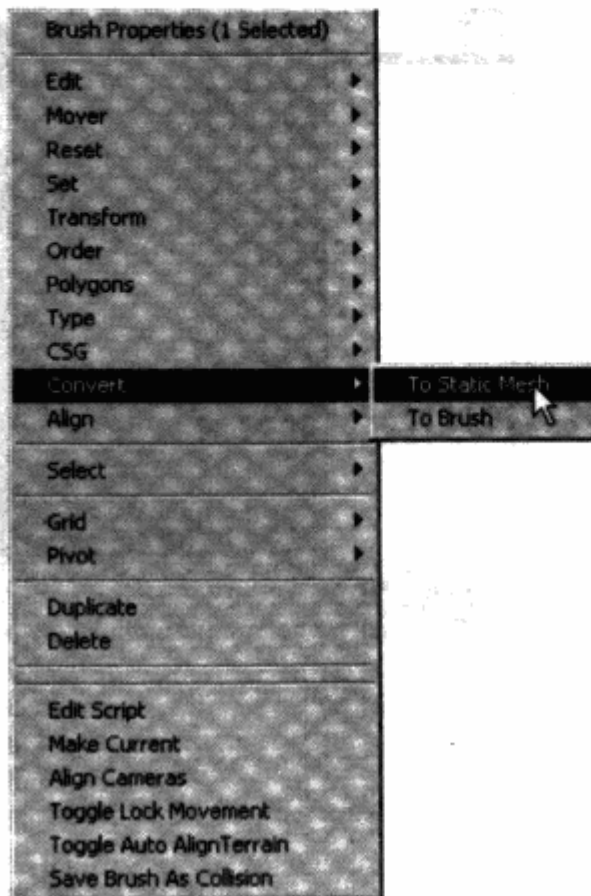 Brush Properties (1 Selected)
Edit
Mover
Reset
Set
Transform
Order
Polygons
Type
CSG
Convert
To Static Mesh
Align
To Brush
Select
Grid
Pivot
Duplicate
Delete
Edit Script
Make Current
Align Cameras
Toggle Lock Movement
Toggle Auto AlignTerrain
Save Brush As Collision